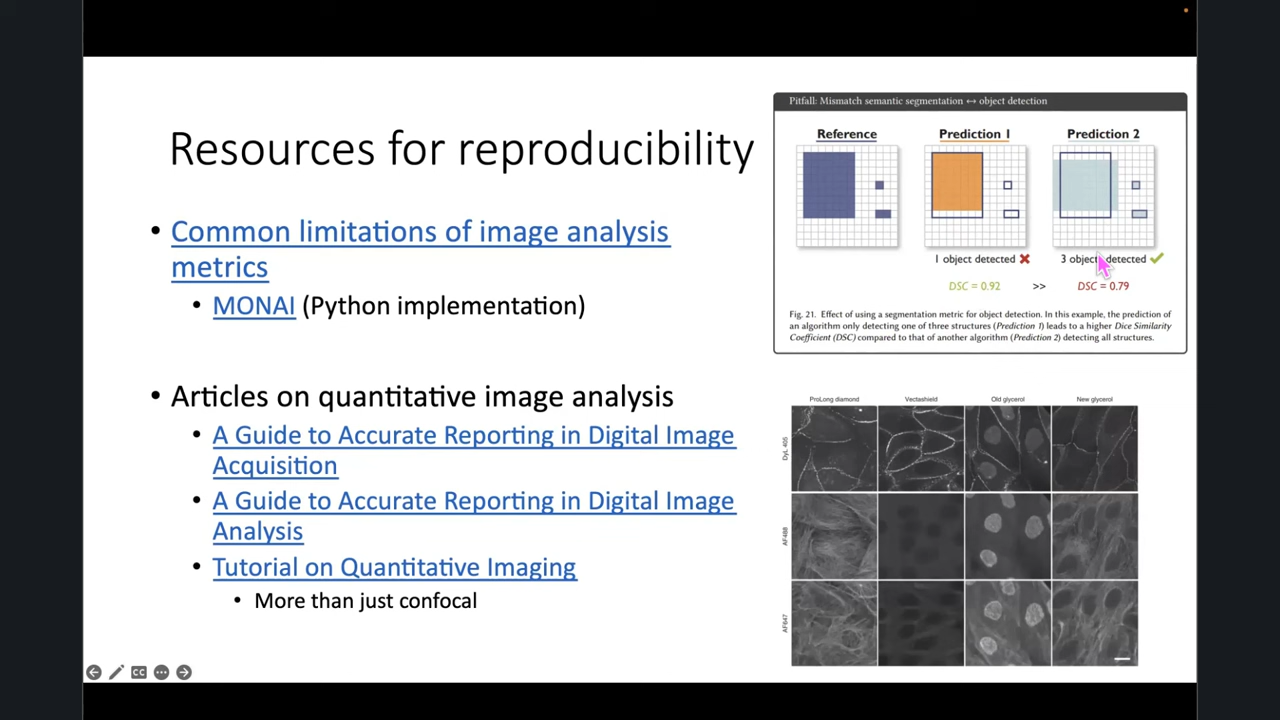 Resources for reproducibility
• Common limitations of image analysis
metrics
• MONAI (Python implementation)
• Articles on quantitative image analysis
• A Guide to Accurate Reporting in Digital Image
Acquisition
• A Guide to Accurate Reporting in Digital Image
Analysis
• Tutorial on Quantitative Imaging
• More than just confocal
Pitfall: Mismatch semantic segmentation ↔ object detection
Reference Prediction 1 Prediction 2
1 object detected ✖ 3 objects detected ✓
DSC = 0.92 >> DSC = 0.79
Fig. 21. Effect of using a segmentation metric for object detection. In this example, the prediction of
an algorithm only detecting one of three structures (Prediction 1) leads to a higher Dice Similarity
Coefficient (DSC) compared to that of another algorithm (Prediction 2) detecting all structures.
ProLong diamond Vectashield Old glycerol New glycerol
DyL 405
AF488
AF647
CC